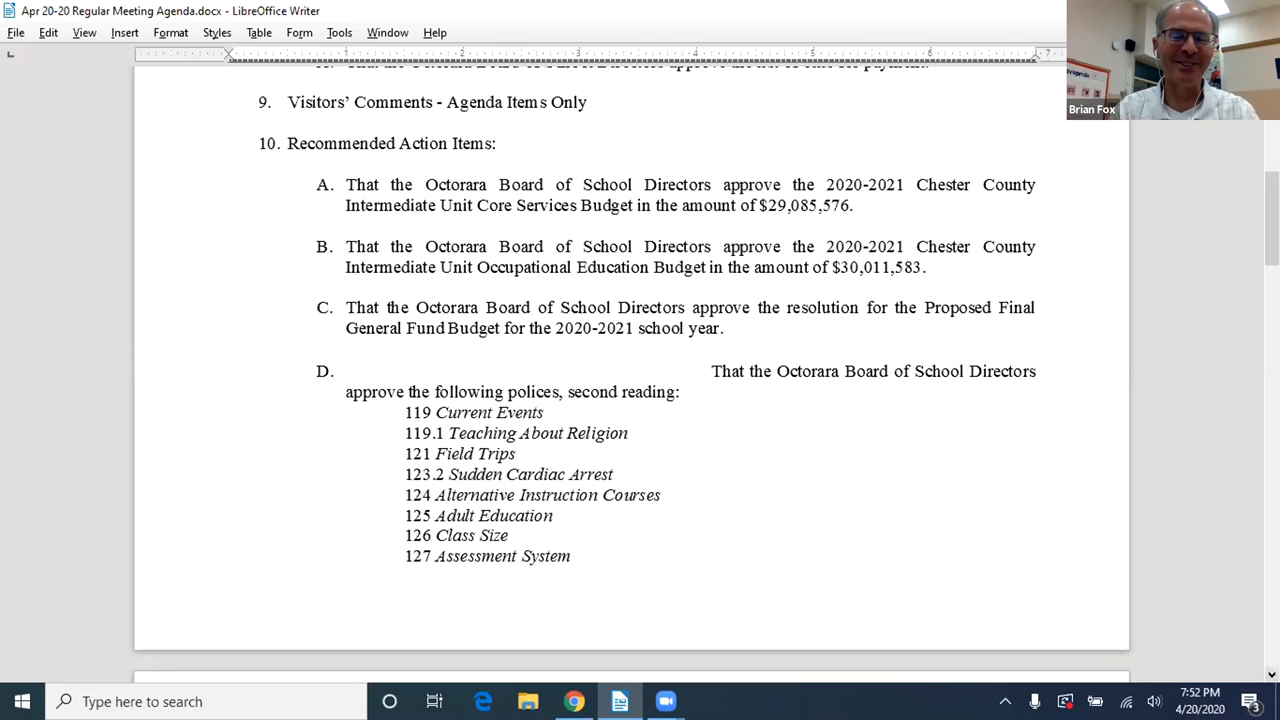 Apr 20-20 Regular Meeting Agenda.docx - LibreOffice Writer
File Edit View Insert Format Styles Table Form Tools Window Help
1 2 3 4 5 6 7
Brian Fox
9. Visitors' Comments - Agenda Items Only
10. Recommended Action Items:
A. That the Octorara Board of School Directors approve the 2020-2021 Chester County
Intermediate Unit Core Services Budget in the amount of $29,085,576.
B. That the Octorara Board of School Directors approve the 2020-2021 Chester County
Intermediate Unit Occupational Education Budget in the amount of $30,011,583.
C. That the Octorara Board of School Directors approve the resolution for the Proposed Final
General Fund Budget for the 2020-2021 school year.
D. That the Octorara Board of School Directors
approve the following polices, second reading:
119 Current Events
119.1 Teaching About Religion
121 Field Trips
123.2 Sudden Cardiac Arrest
124 Alternative Instruction Courses
125 Adult Education
126 Class Size
127 Assessment System
Type here to search
7:52 PM
4/20/2020
3